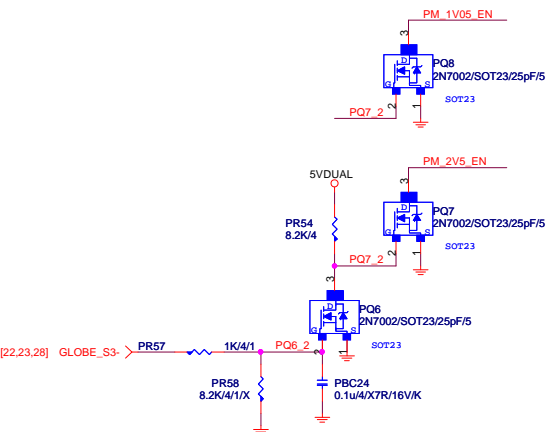 PM_1V05_EN
3
D
PQ8
2N7002/SOT23/25pF/5
G
S
SOT23
2
1
PQ7_2
PM_2V5_EN
3
5VDUAL
D
PQ7
2N7002/SOT23/25pF/5
PR54
8.2K/4
G
S
SOT23
2
1
PQ7_2
3
D
PQ6
2N7002/SOT23/25pF/5
G
S
SOT23
[22,23,28] GLOBE_S3- PR57 1K/4/1 PQ6_2 2 1
PR58
8.2K/4/1/X
PBC24
0.1u/4/X7R/16V/K